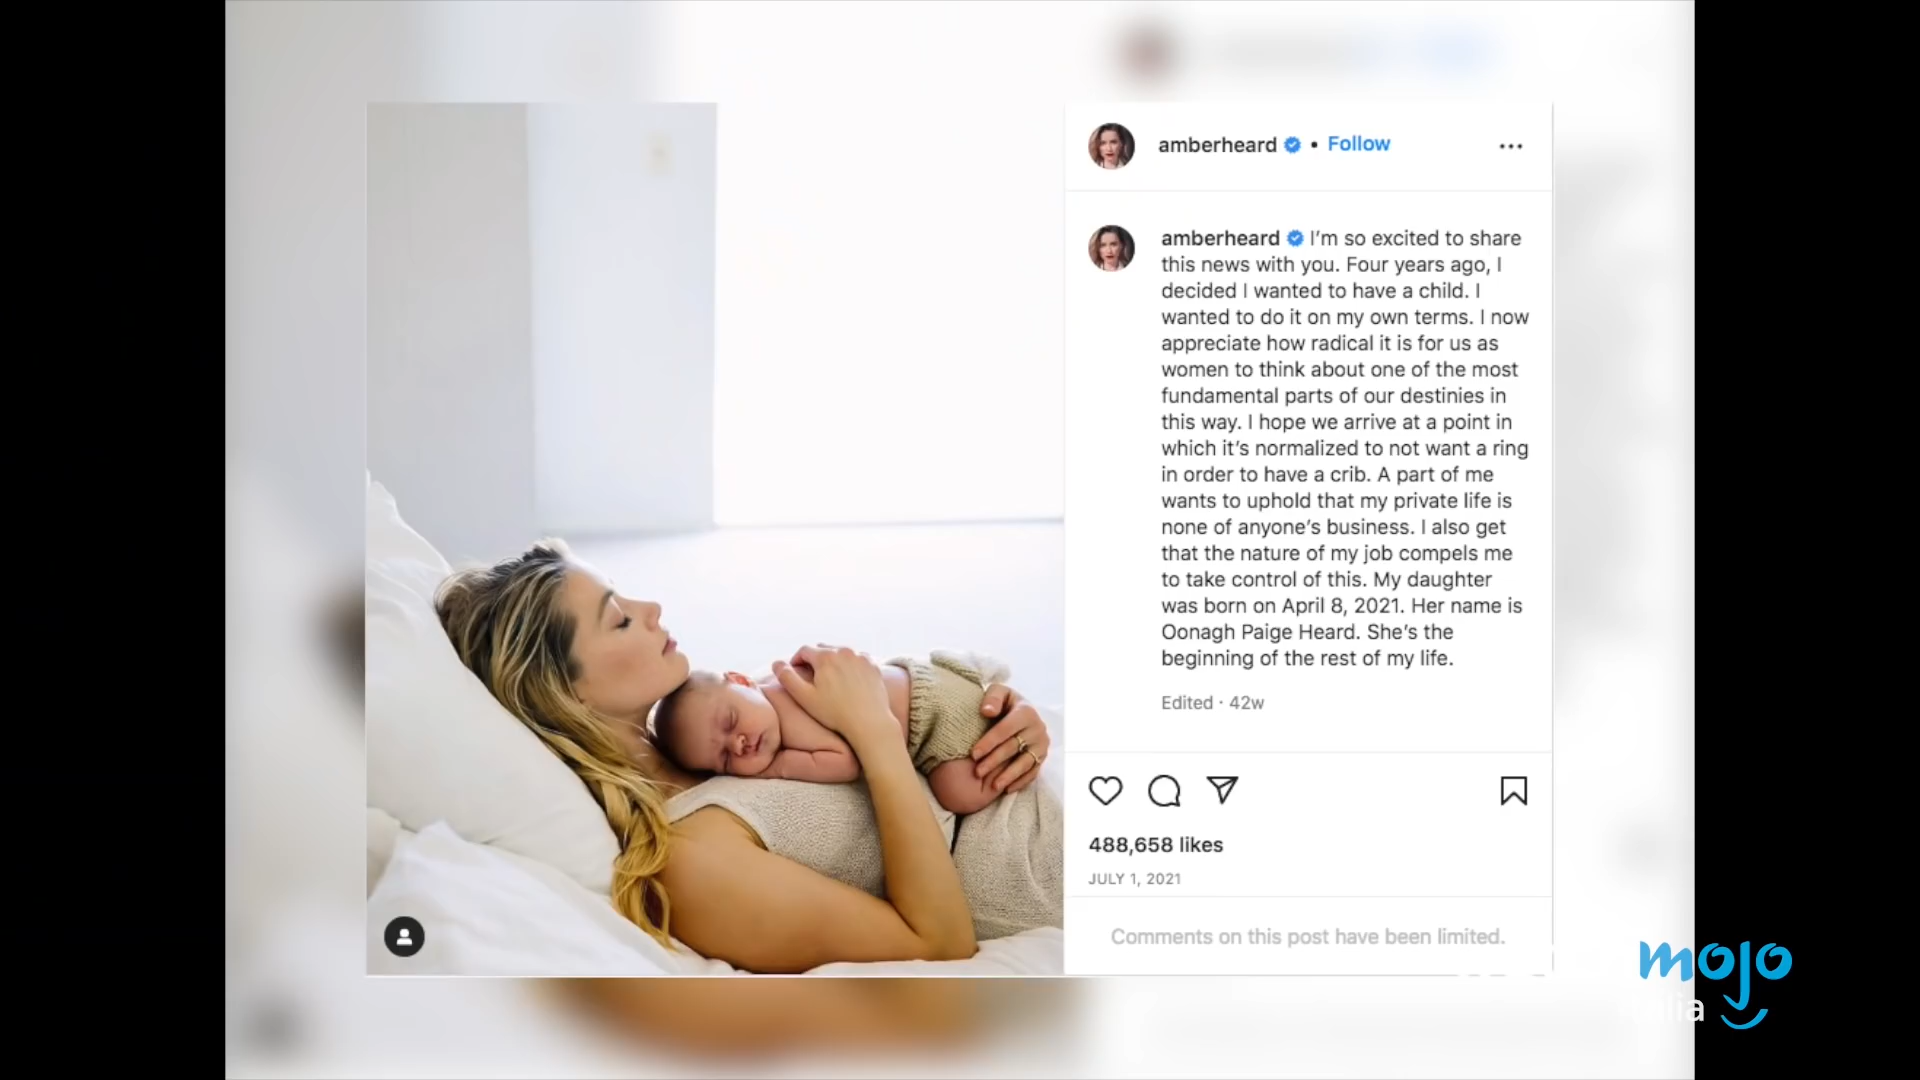 amberheard • Follow
amberheard I'm so excited to share
this news with you. Four years ago, I
decided I wanted to have a child. I
wanted to do it on my own terms. I now
appreciate how radical it is for us as
women to think about one of the most
fundamental parts of our destinies in
this way. I hope we arrive at a point in
which it's normalized to not want a ring
in order to have a crib. A part of me
wants to uphold that my private life is
none of anyone's business. I also get
that the nature of my job compels me
to take control of this. My daughter
was born on April 8, 2021. Her name is
Oonagh Paige Heard. She's the
beginning of the rest of my life.
Edited · 42w
488,658 likes
JULY 1, 2021
Comments on this post have been limited.
mojo